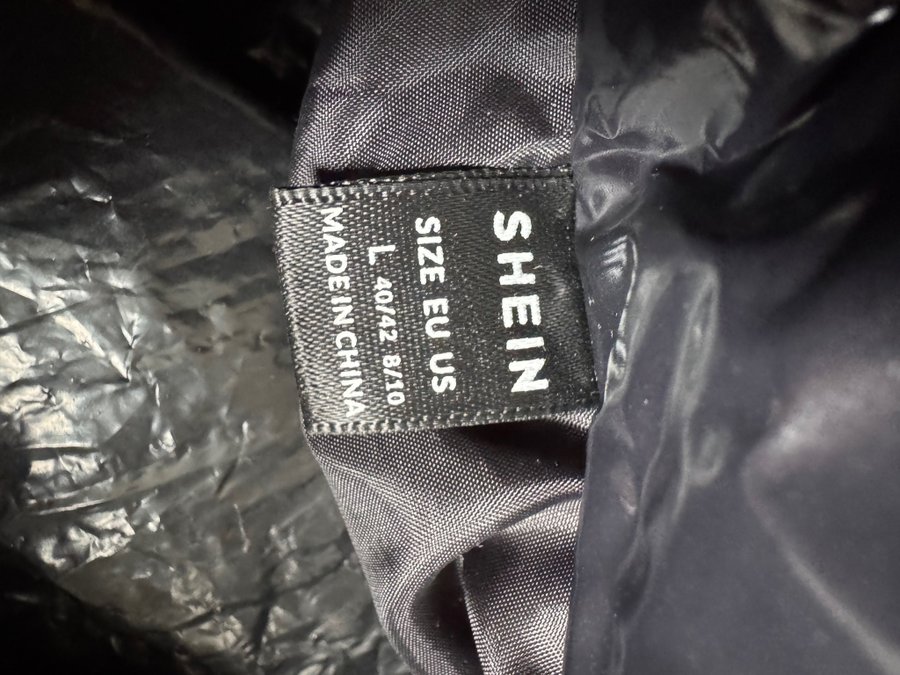 SHEIN
SIZE EU US
L 40/42 8/10
MADE IN CHINA